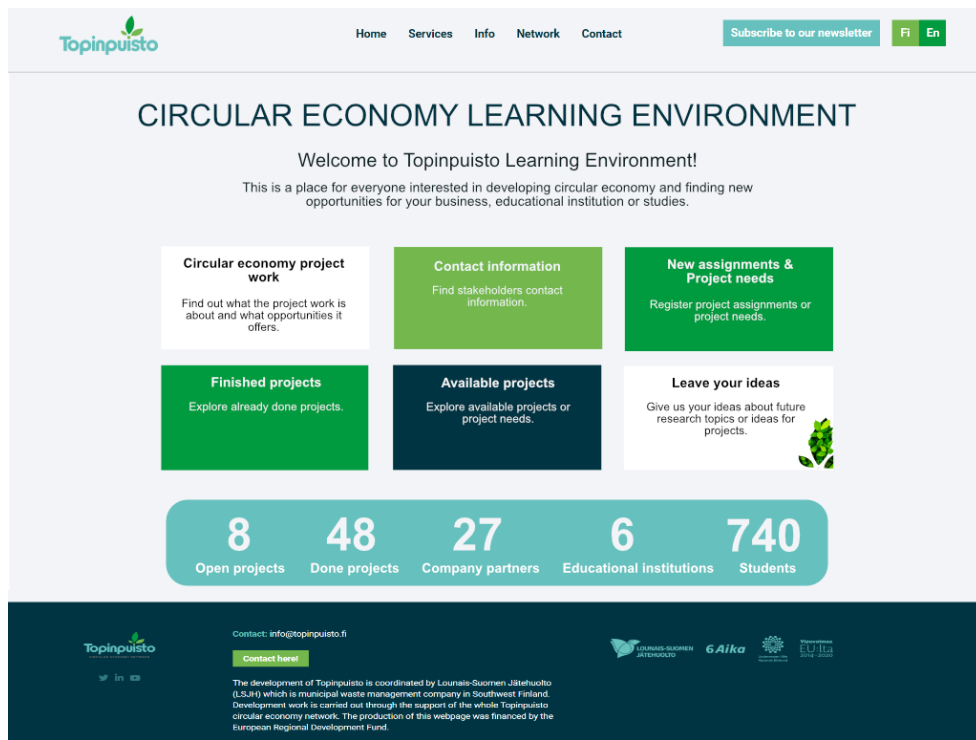 Topinpuisto
Home Services Info Network Contact
Subscribe to our newsletter
Fi En
CIRCULAR ECONOMY LEARNING ENVIRONMENT
Welcome to Topinpuisto Learning Environment!
This is a place for everyone interested in developing circular economy and finding new
opportunities for your business, educational institution or studies.
Circular economy project
work
Find out what the project work is
about and what opportunities it
offers.
Contact information
Find stakeholders contact
information.
New assignments &
Project needs
Register project assignments or
project needs.
Finished projects
Explore already done projects.
Available projects
Explore available projects or
project needs.
Leave your ideas
Give us your ideas about future
research topics or ideas for
projects.
8 48 27 6 740
Open projects Done projects Company partners Educational institutions Students
Topinpuisto
CIRCULAR ECONOMY NETWORK
Contact: info@topinpuisto.fi
Contact here!
The development of Topinpuisto is coordinated by Lounais-Suomen Jätehuolto
(LSJH) which is municipal waste management company in Southwest Finland.
Development work is carried out through the support of the whole Topinpuisto
circular economy network. The production of this webpage was financed by the
European Regional Development Fund.
LOUNAIS-SUOMEN
JÄTEHUOLTO
6Aika
Vipuvoimaa
EU:lta
2014-2020